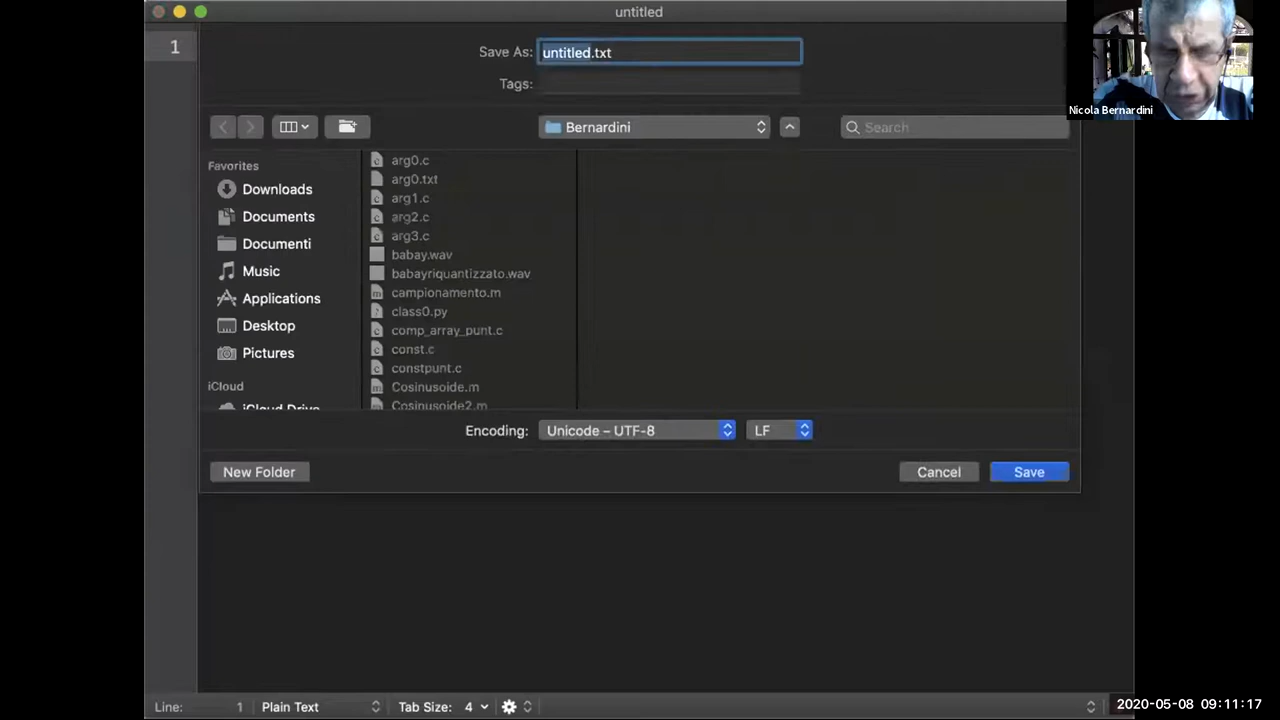 untitled
1
Save As: untitled.txt
Tags:
Nicola Bernardini
Bernardini
Search
Favorites
Downloads
Documents
Documenti
Music
Applications
Desktop
Pictures
iCloud
iCloud Drive
arg0.c
arg0.txt
arg1.c
arg2.c
arg3.c
babay.wav
babayriquantizzato.wav
campionamento.m
class0.py
comp_array_punt.c
const.c
constpunt.c
Cosinusoide.m
Cosinusoide2.m
Encoding: Unicode – UTF-8 LF
New Folder Cancel Save
Line: 1 Plain Text Tab Size: 4
2020-05-08 09:11:17